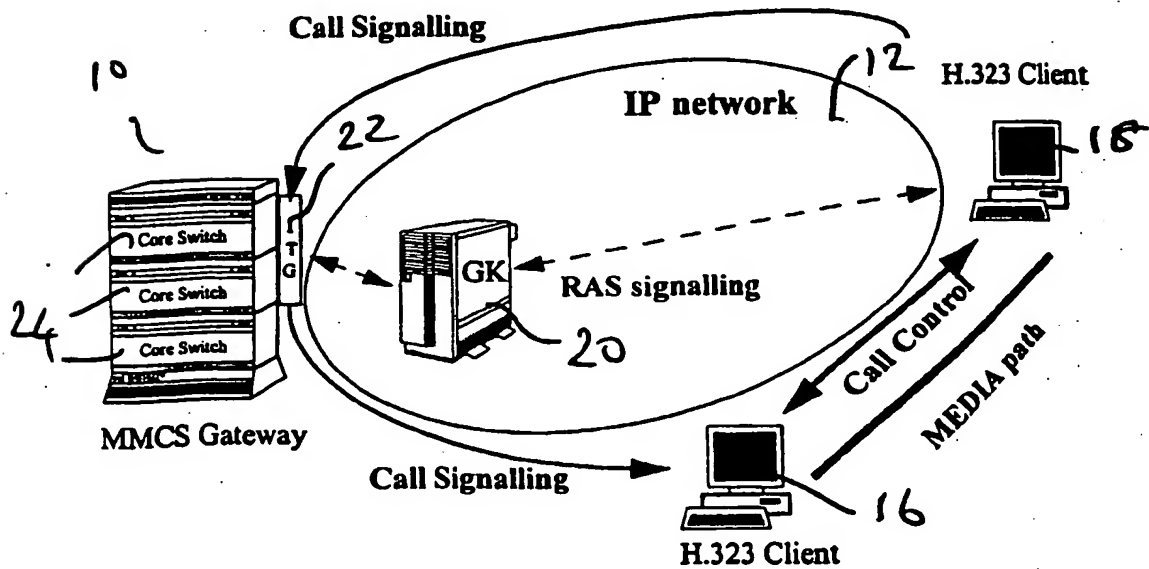 Call Signalling
10
12
H.323 Client
IP network
22
18
ITG
Core Switch
GK
RAS signalling
Core Switch
24
20
Core Switch
Call Control
MEDIA path
MMCS Gateway
Call Signalling
16
H.323 Client